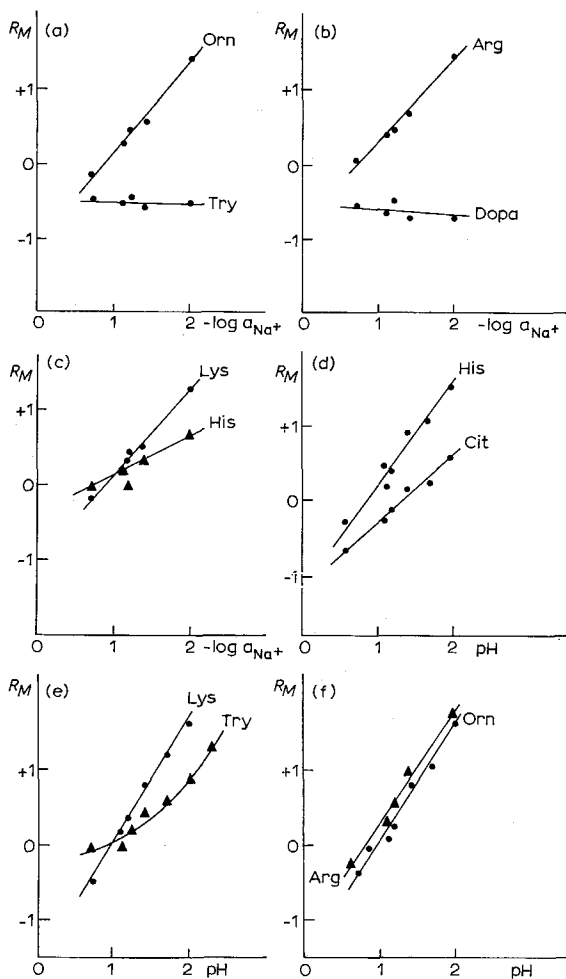 R_M (a) Orn
+1
0
Try
-1
0 1 2 -log a_Na+
(b) Arg
+1
0
Dopa
-1
0 1 2 -log a_Na+
R_M (c) Lys
His
+1
0
-1
0 1 2 -log a_Na+
R_M (d) His
Cit
+1
0
-1
0 1 2 pH
R_M (e) Lys
Try
+1
0
-1
0 pH 1 2
R_M (f) Orn
+1
0
Arg
-1
0 1 2 pH